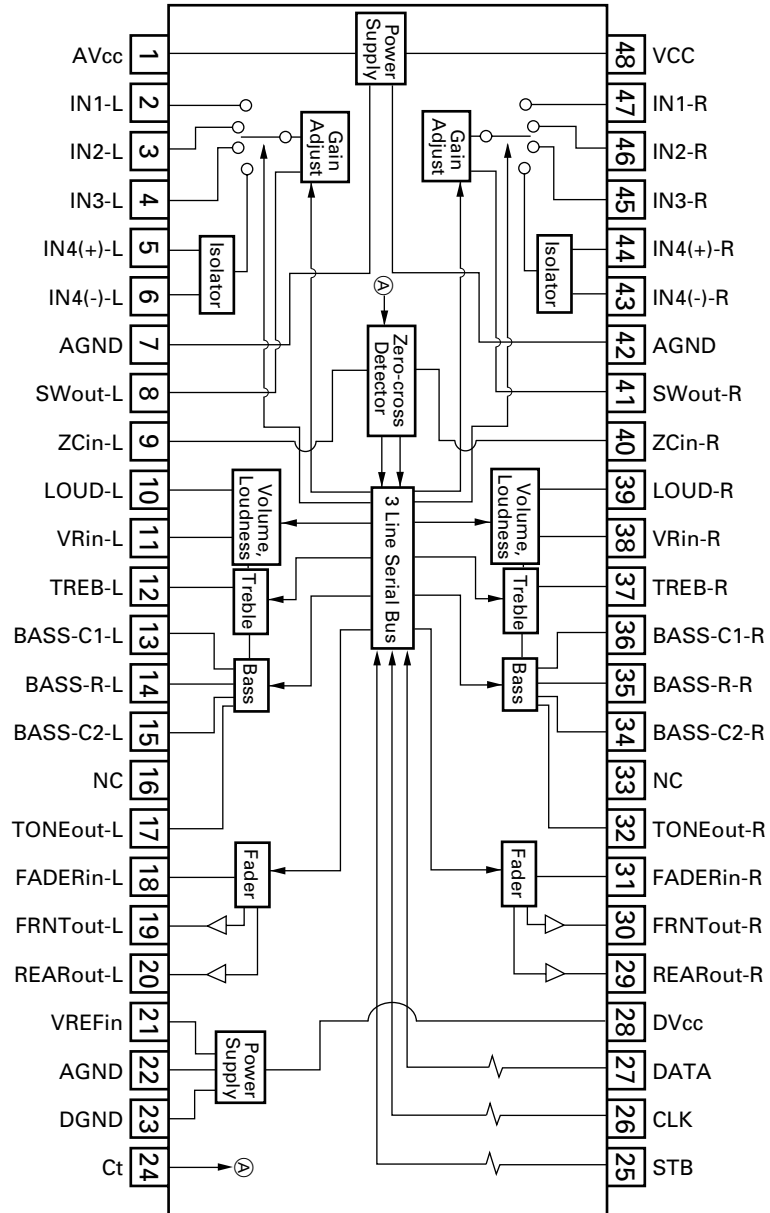 AVcc 1 Power Supply 48 VCC
IN1-L 2 47 IN1-R
IN2-L 3 Gain Adjust Gain Adjust 46 IN2-R
IN3-L 4 45 IN3-R
IN4(+)-L 5 Isolator Isolator 44 IN4(+)-R
IN4(-)-L 6 A 43 IN4(-)-R
AGND 7 42 AGND
SWout-L 8 Zero-cross Detector 41 SWout-R
ZCin-L 9 40 ZCin-R
LOUD-L 10 Volume, Loudness 3 Line Serial Bus Volume, Loudness 39 LOUD-R
VRin-L 11 38 VRin-R
TREB-L 12 Treble Treble 37 TREB-R
BASS-C1-L 13 36 BASS-C1-R
BASS-R-L 14 Bass Bass 35 BASS-R-R
BASS-C2-L 15 34 BASS-C2-R
NC 16 33 NC
TONEout-L 17 32 TONEout-R
FADERin-L 18 Fader Fader 31 FADERin-R
FRNTout-L 19 30 FRNTout-R
REARout-L 20 29 REARout-R
VREFin 21 28 DVcc
AGND 22 Power Supply 27 DATA
DGND 23 26 CLK
Ct 24 A 25 STB